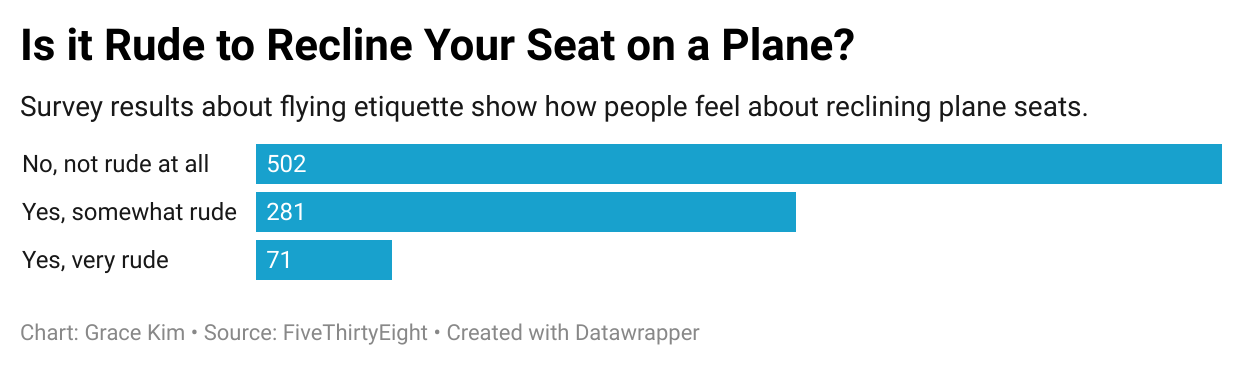 Is it Rude to Recline Your Seat on a Plane?
Survey results about flying etiquette show how people feel about reclining plane seats.
No, not rude at all 502
Yes, somewhat rude 281
Yes, very rude 71
Chart: Grace Kim • Source: FiveThirtyEight • Created with Datawrapper